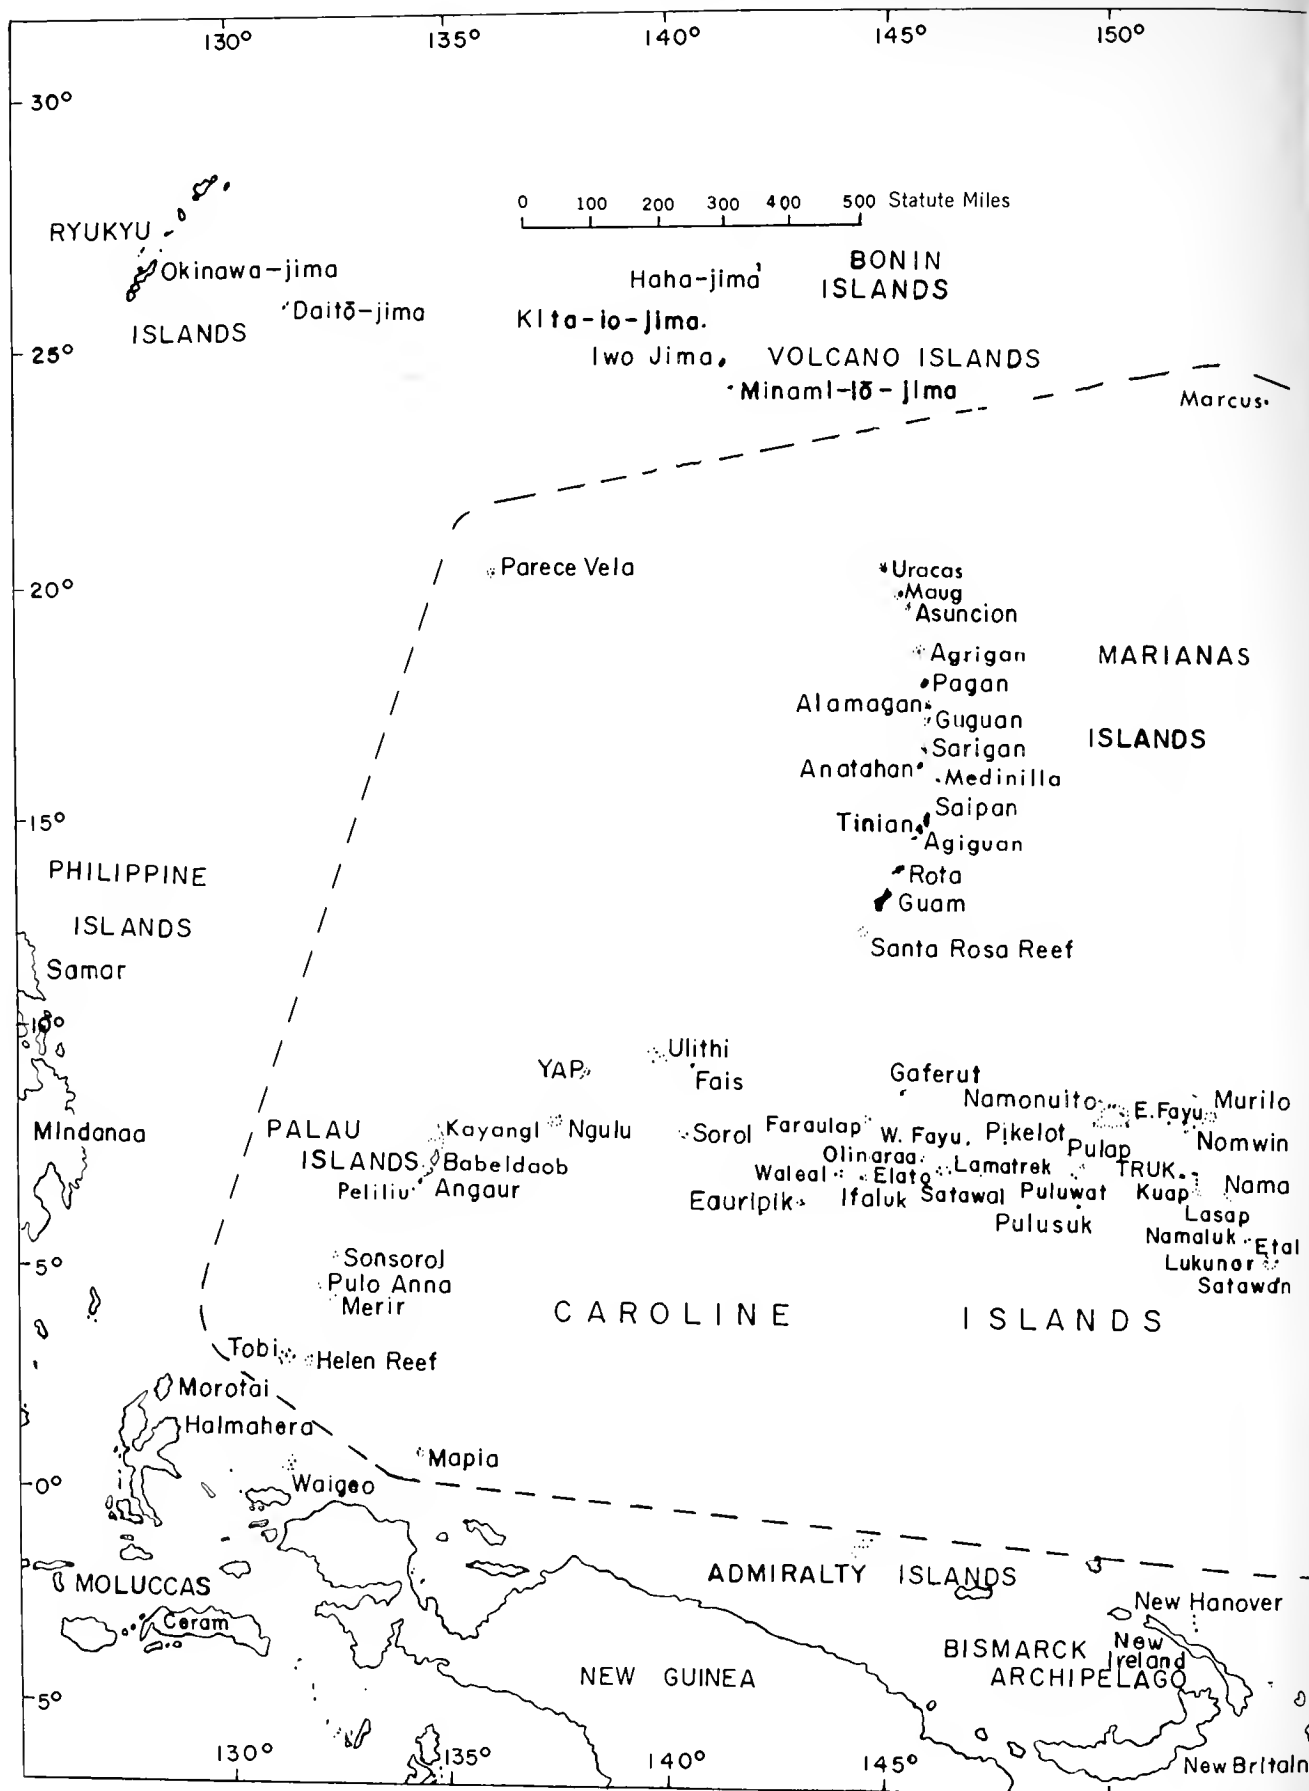 130° 135° 140° 145° 150°
30°
0 100 200 300 400 500 Statute Miles
RYUKYU
Okinawa-jima
Haha-jima
BONIN
ISLANDS
Daitō-jima
ISLANDS
Kita-io-jima
25°
Iwo Jima
VOLCANO ISLANDS
Minami-iō-jima
Marcus
Parece Vela
Uracas
20°
Maug
Asuncion
Agrigan
MARIANAS
Pagan
Alamagan
Guguan
ISLANDS
Sarigan
Anatahan
Medinilla
Saipan
15°
Tinian
Agiguan
PHILIPPINE
Rota
Guam
ISLANDS
Santa Rosa Reef
Samar
10°
Ulithi
YAP
Fais
Gaferut
Namonuito
E. Fayu
Murilo
Mindanaa
PALAU
Kayangl
Ngulu
Sorol
Faraulap
W. Fayu
Pikelot
Pulap
Nomwin
ISLANDS
Babeldaob
Olinaraa
Waleal
Elato
Lamatrek
TRUK
Peliliu
Angaur
Eauripik
Ifaluk
Satawal
Puluwat
Kuap
Nama
Pulusuk
Lasap
Namaluk
Etal
Lukunor
Satawan
5°
Sonsorol
Pulo Anna
Merir
CAROLINE ISLANDS
Tobi
Helen Reef
Morotai
Halmahera
Mapia
0°
Waigeo
ADMIRALTY ISLANDS
MOLUCCAS
New Hanover
Ceram
BISMARCK
ARCHIPELAGO
New
Ireland
NEW GUINEA
5°
130° 135° 140° 145°
New Britain